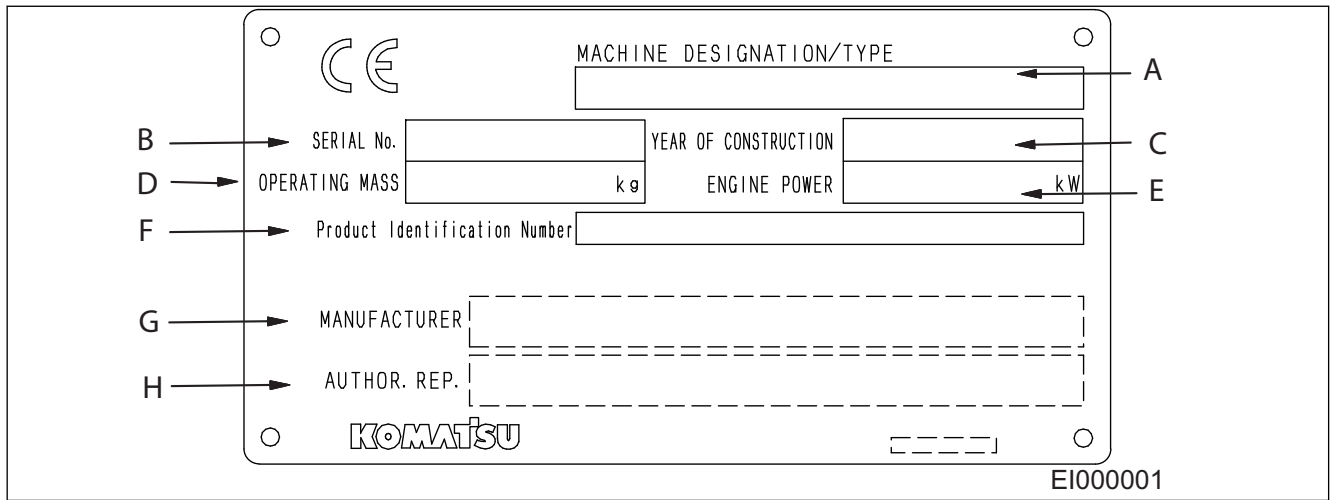 CE
MACHINE DESIGNATION/TYPE
A
B SERIAL No. YEAR OF CONSTRUCTION C
D OPERATING MASS kg ENGINE POWER kW E
F Product Identification Number
G MANUFACTURER
H AUTHOR. REP.
KOMATSU
EI000001